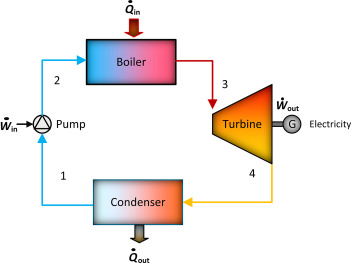 Q̇in
Boiler
2
3
Ẇout
Ẇin
Pump
Turbine
G
Electricity
1
4
Condenser
Q̇out